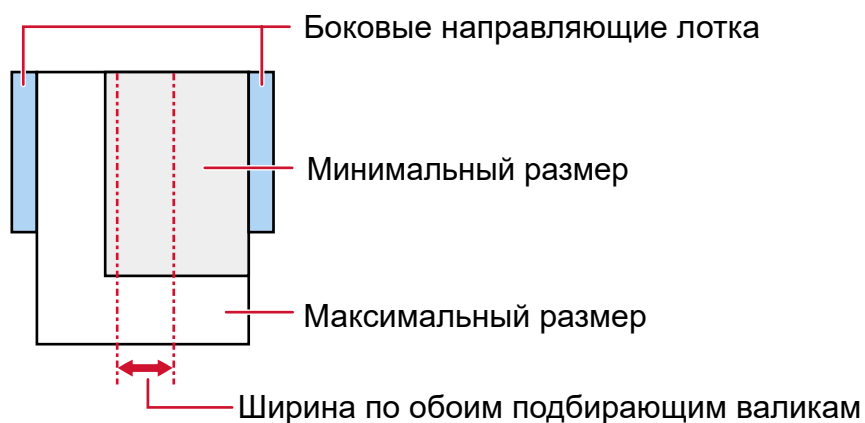 Боковые направляющие лотка
Минимальный размер
Максимальный размер
Ширина по обоим подбирающим валикам